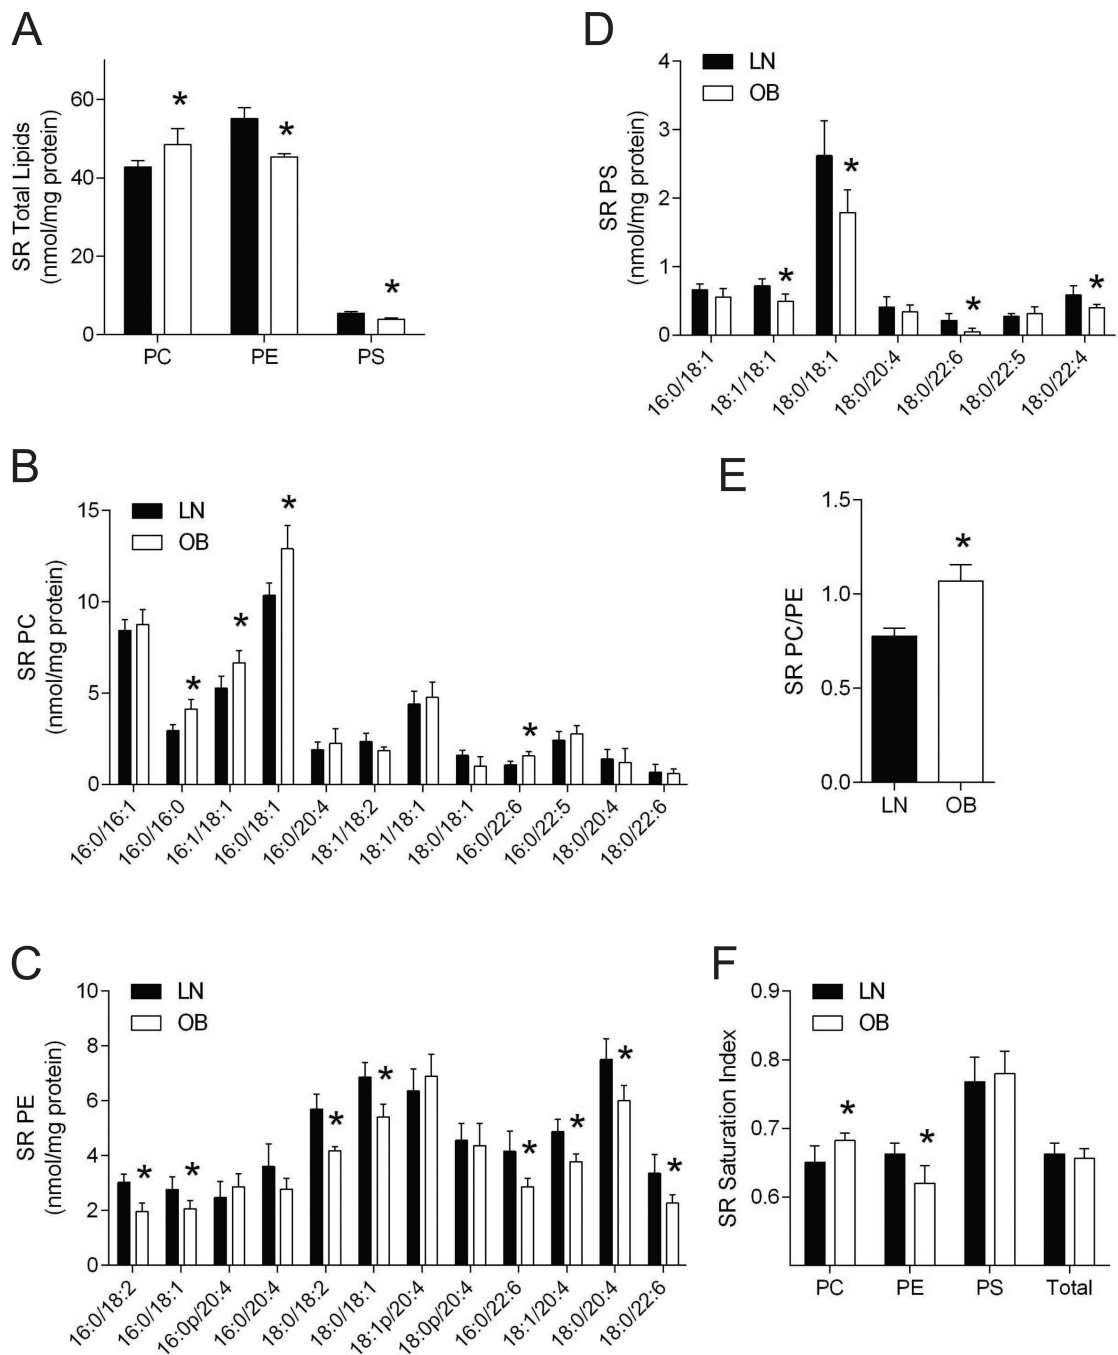 A
SR Total Lipids
(nmol/mg protein)
60
40
20
0
*
*
*
PC PE PS
B
SR PC
(nmol/mg protein)
15
10
5
0
LN
OB
*
*
*
*
16:0/16:1
16:0/16:0
16:1/18:1
16:0/18:1
16:0/20:4
18:1/18:2
18:1/18:1
18:0/18:1
16:0/22:6
16:0/22:5
18:0/20:4
18:0/22:6
C
SR PE
(nmol/mg protein)
10
8
6
4
2
0
LN
OB
*
*
*
*
*
*
*
*
16:0/18:2
16:0/18:1
16:0p/20:4
16:0/20:4
18:0/18:2
18:0/18:1
18:1p/20:4
18:0p/20:4
16:0/22:6
18:1/20:4
18:0/20:4
18:0/22:6
D
SR PS
(nmol/mg protein)
4
3
2
1
0
LN
OB
*
*
*
*
16:0/18:1
18:1/18:1
18:0/18:1
18:0/20:4
18:0/22:6
18:0/22:5
18:0/22:4
E
SR PC/PE
1.5
1.0
0.5
0.0
*
LN OB
F
SR Saturation Index
0.9
0.8
0.7
0.6
LN
OB
*
*
PC PE PS Total